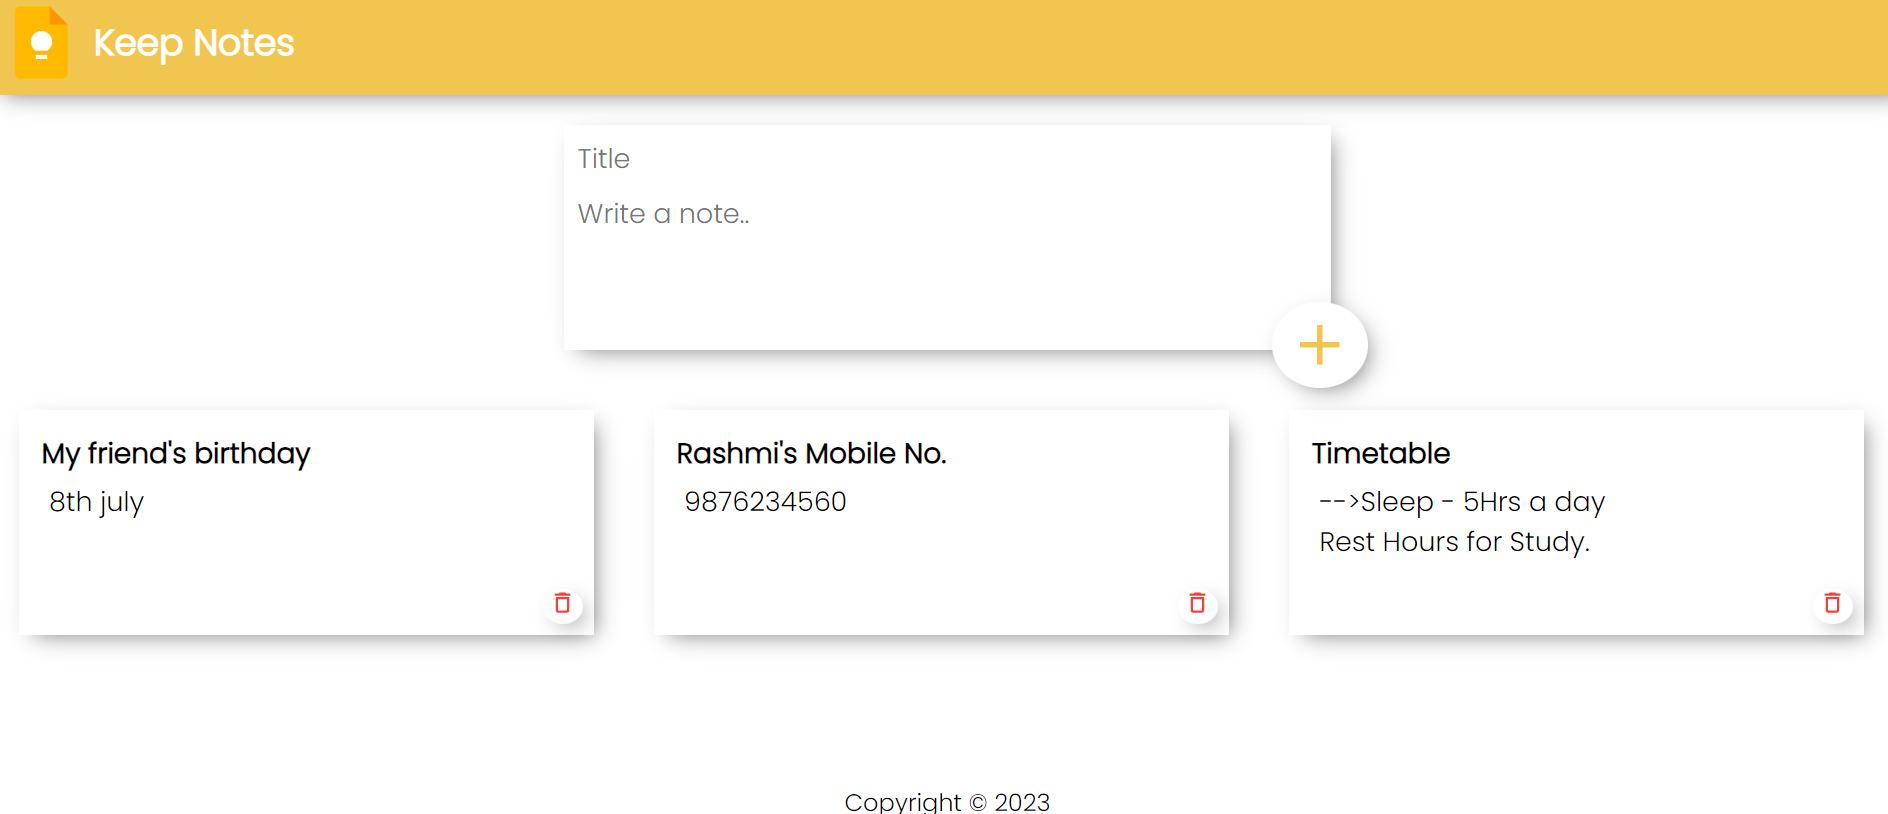 Keep Notes
Title
Write a note..
My friend's birthday
8th july
Rashmi's Mobile No.
9876234560
Timetable
-->Sleep - 5Hrs a day
Rest Hours for Study.
Copyright © 2023